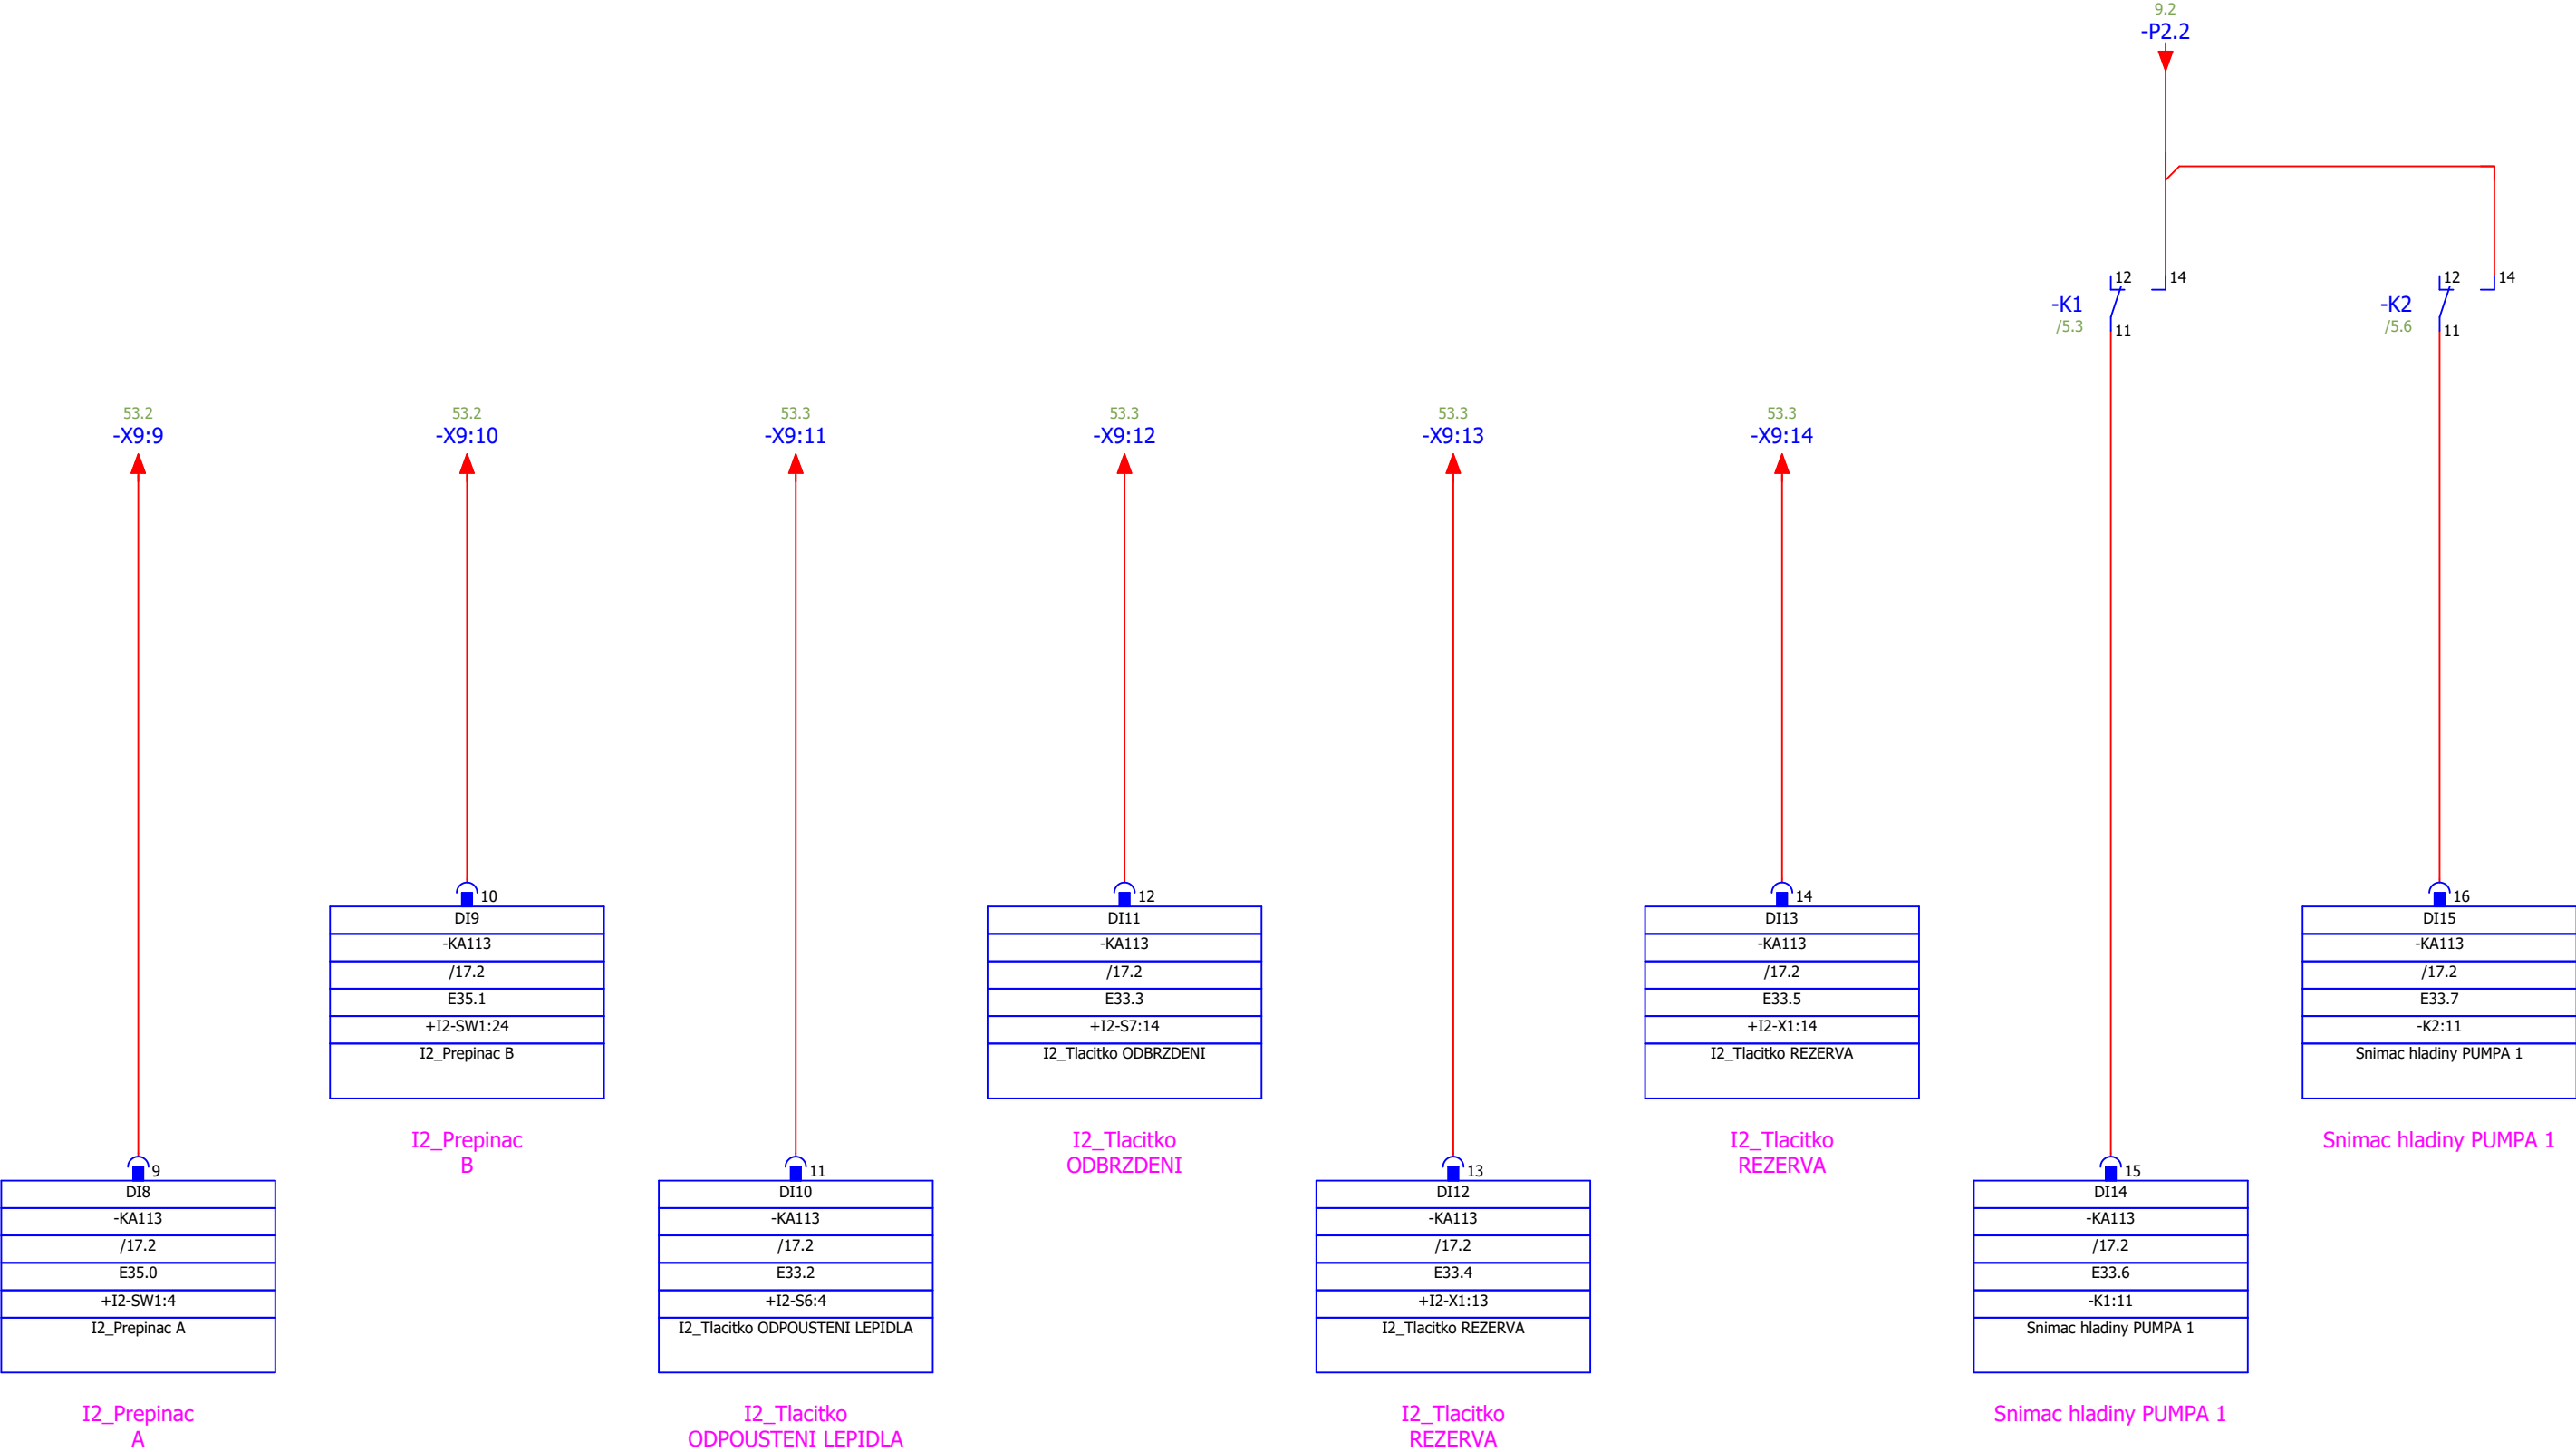 9.2
-P2.2
12
14
-K1
/5.3
11
12
14
-K2
/5.6
11
53.2
-X9:9
53.2
-X9:10
53.3
-X9:11
53.3
-X9:12
53.3
-X9:13
53.3
-X9:14
10
DI9
-KA113
/17.2
E35.1
+I2-SW1:24
I2_Prepinac B
I2_Prepinac
B
12
DI11
-KA113
/17.2
E33.3
+I2-S7:14
I2_Tlacitko ODBRZDENI
I2_Tlacitko
ODBRZDENI
14
DI13
-KA113
/17.2
E33.5
+I2-X1:14
I2_Tlacitko REZERVA
I2_Tlacitko
REZERVA
16
DI15
-KA113
/17.2
E33.7
-K2:11
Snimac hladiny PUMPA 1
Snimac hladiny PUMPA 1
9
DI8
-KA113
/17.2
E35.0
+I2-SW1:4
I2_Prepinac A
I2_Prepinac
A
11
DI10
-KA113
/17.2
E33.2
+I2-S6:4
I2_Tlacitko ODPOUSTENI LEPIDLA
I2_Tlacitko
ODPOUSTENI LEPIDLA
13
DI12
-KA113
/17.2
E33.4
+I2-X1:13
I2_Tlacitko REZERVA
I2_Tlacitko
REZERVA
15
DI14
-KA113
/17.2
E33.6
-K1:11
Snimac hladiny PUMPA 1
Snimac hladiny PUMPA 1